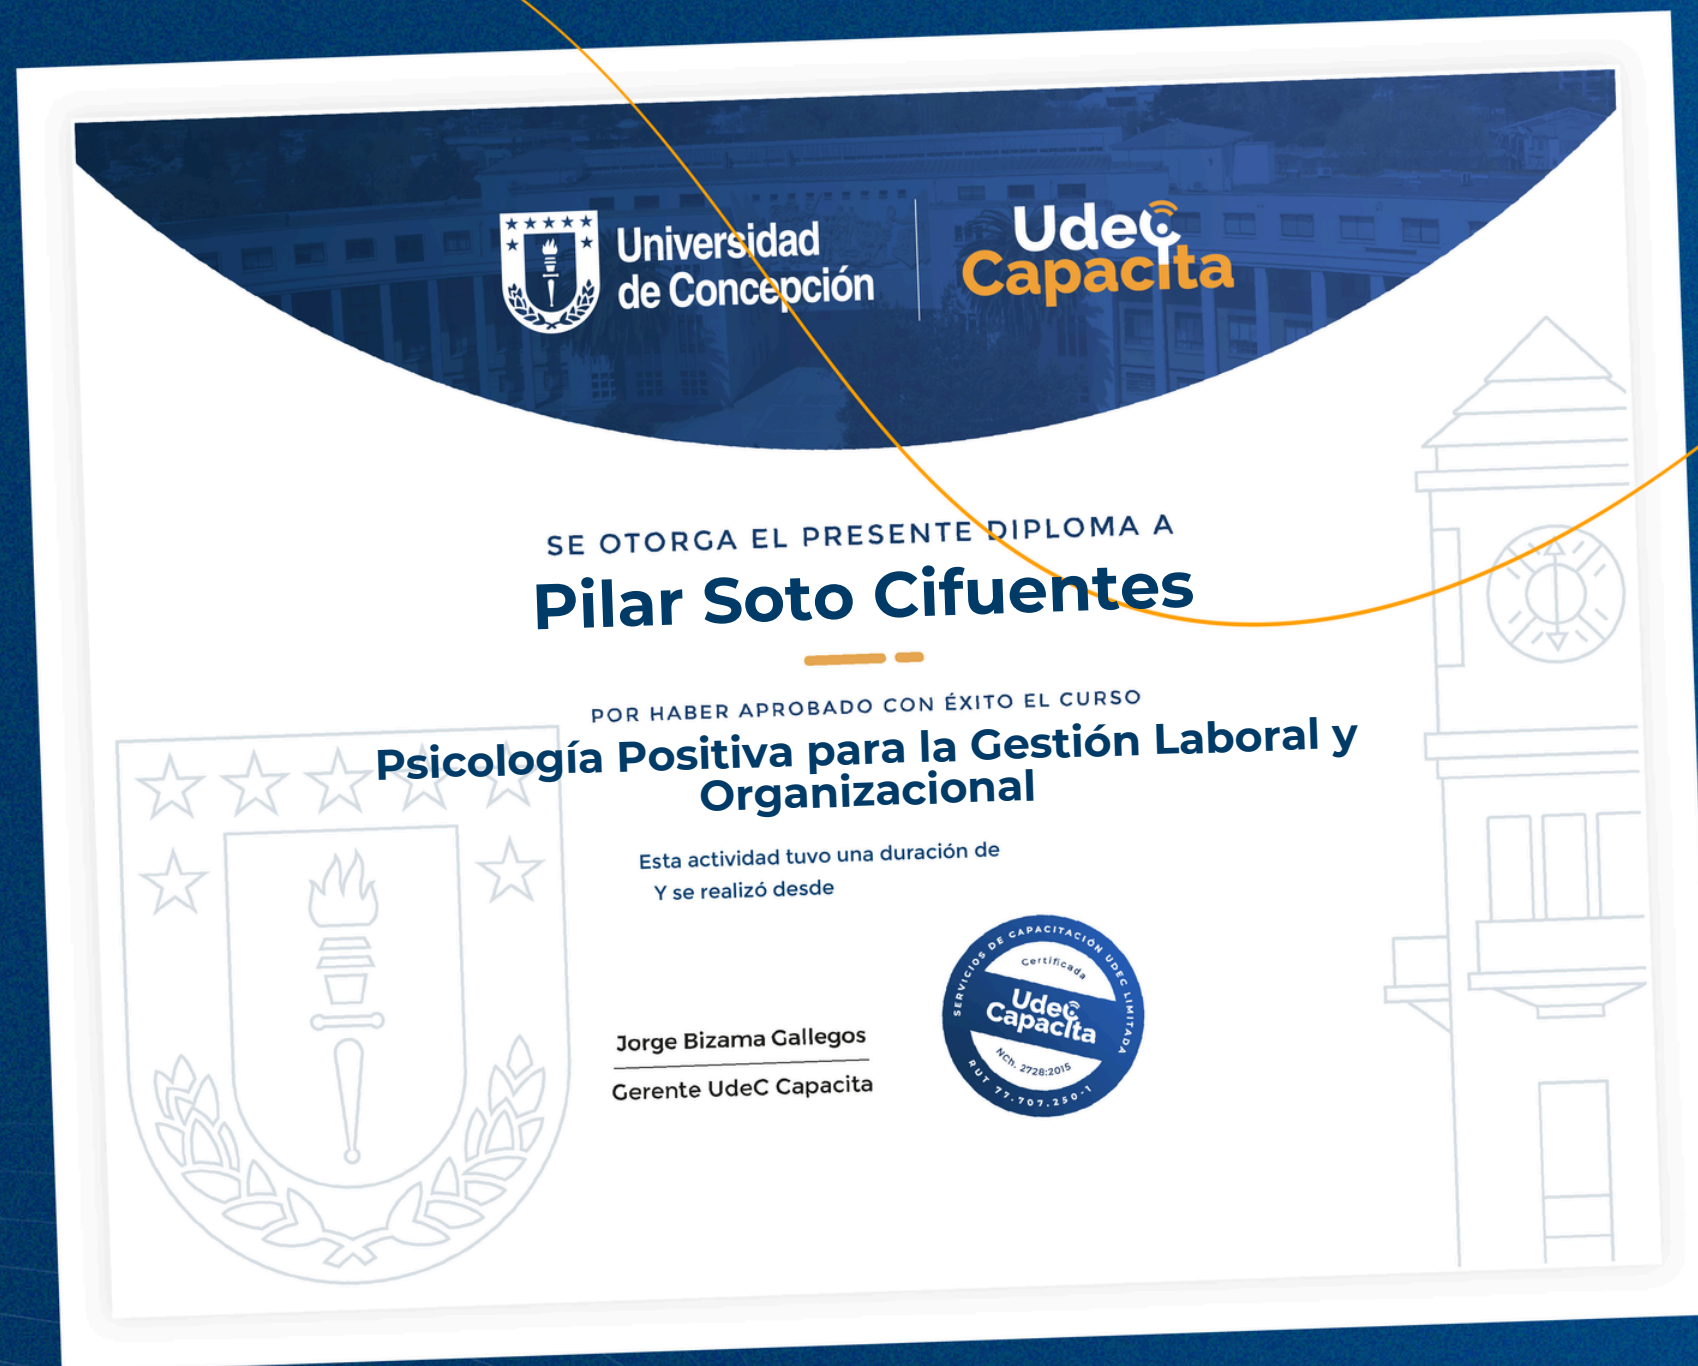 Universidad
de Concepción
UdeC
Capacita
SE OTORGA EL PRESENTE DIPLOMA A
Pilar Soto Cifuentes
POR HABER APROBADO CON ÉXITO EL CURSO
Psicología Positiva para la Gestión Laboral y
Organizacional
Esta actividad tuvo una duración de
Y se realizó desde
Jorge Bizama Gallegos
Gerente UdeC Capacita
SERVICIOS DE CAPACITACIÓN UDEC LIMITADA
Certificada
UdeC
Capacita
NCh. 2728:2015
RUT 77.707.250-1